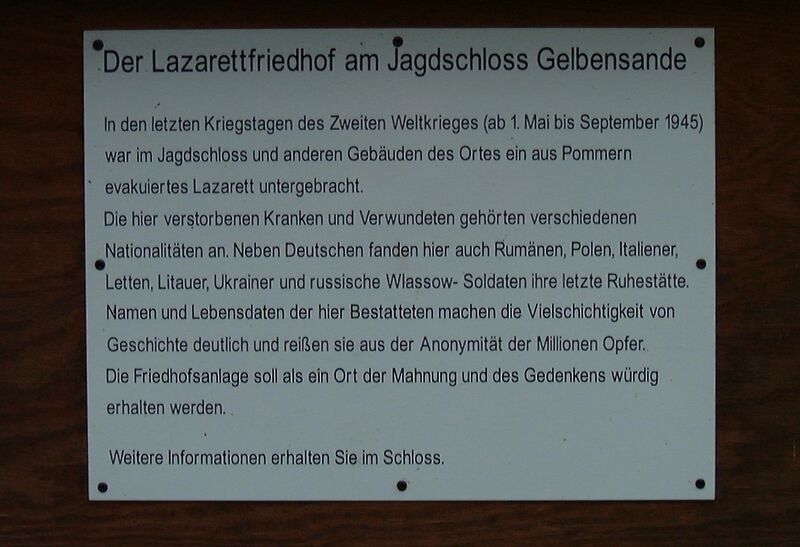 Der Lazarettfriedhof am Jagdschloss Gelbensande
In den letzten Kriegstagen des Zweiten Weltkrieges (ab 1. Mai bis September 1945)
war im Jagdschloss und anderen Gebäuden des Ortes ein aus Pommern
evakuiertes Lazarett untergebracht.
Die hier verstorbenen Kranken und Verwundeten gehörten verschiedenen
Nationalitäten an. Neben Deutschen fanden hier auch Rumänen, Polen, Italiener,
Letten, Litauer, Ukrainer und russische Wlassow- Soldaten ihre letzte Ruhestätte.
Namen und Lebensdaten der hier Bestatteten machen die Vielschichtigkeit von
Geschichte deutlich und reißen sie aus der Anonymität der Millionen Opfer.
Die Friedhofsanlage soll als ein Ort der Mahnung und des Gedenkens würdig
erhalten werden.
Weitere Informationen erhalten Sie im Schloss.